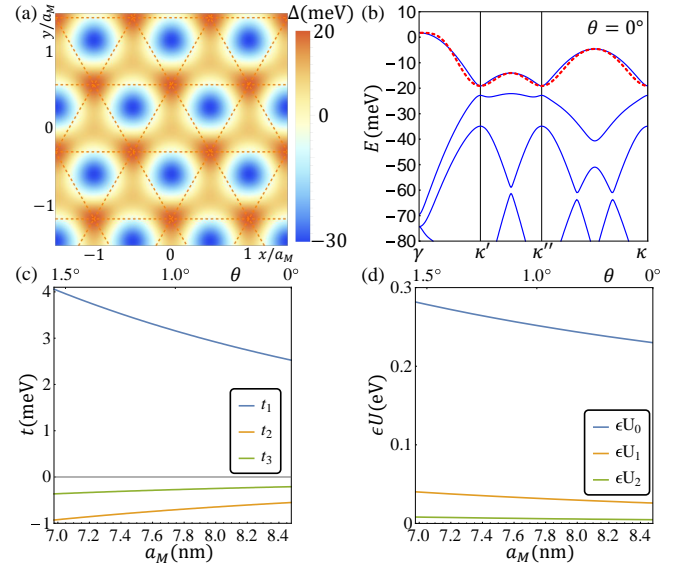 (a)
y/a_M
1
0
−1
−1
0
1
x/a_M
Δ(meV)
20
0
−30
(b)
θ = 0°
E(meV)
10
0
−10
−20
−30
−40
−50
−60
−70
−80
γ
κ′
κ″
κ
(c)
1.5°
1.0°
θ
0°
t(meV)
4
3
2
1
0
−1
t₁
t₂
t₃
7.0
7.2
7.4
7.6
7.8
8.0
8.2
8.4
a_M(nm)
(d)
1.5°
1.0°
θ
0°
ϵU(eV)
0.3
0.2
0.1
0
ϵU₀
ϵU₁
ϵU₂
7.0
7.2
7.4
7.6
7.8
8.0
8.2
8.4
a_M(nm)